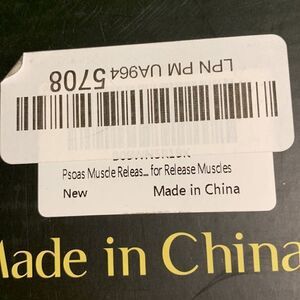 LPN PM UA964 5708
Psoas Muscle Releas... for Release Muscles
New Made in China
Made in China